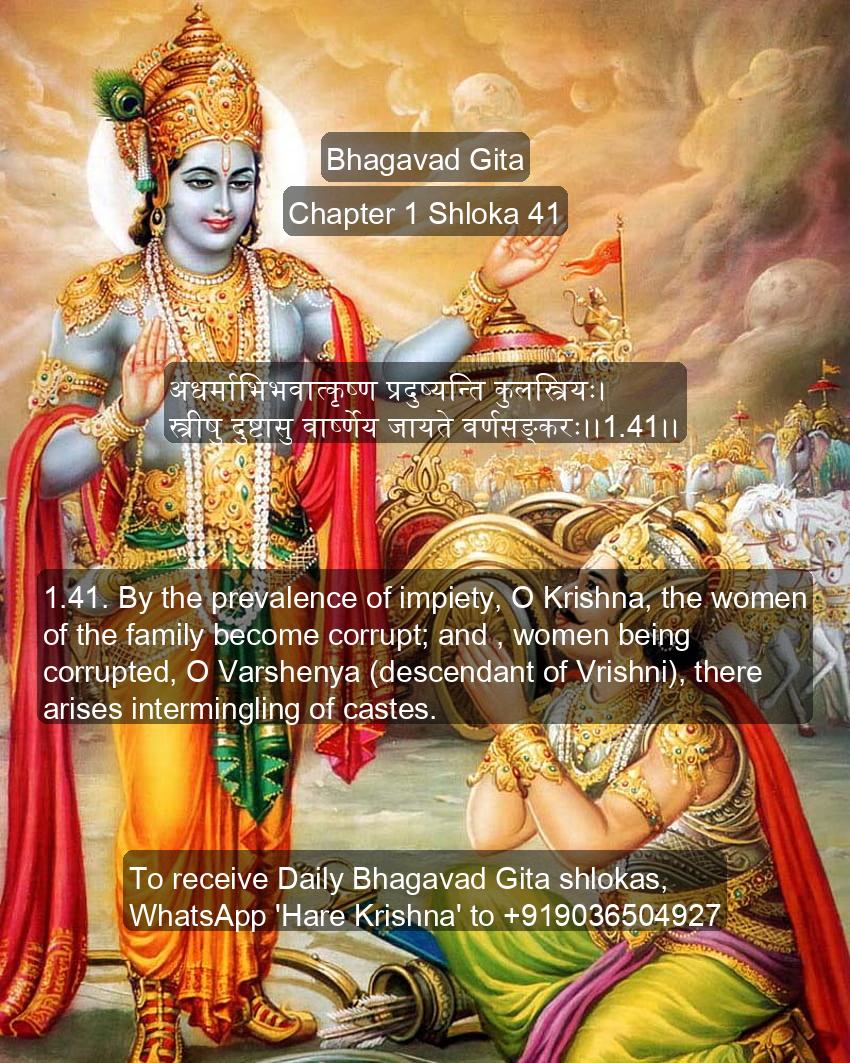 Bhagavad Gita
Chapter 1 Shloka 41
अधर्माभिभवात्कृष्ण प्रदुष्यन्ति कुलस्त्रियः।
स्त्रीषु दुष्टासु वार्ष्णेय जायते वर्णसङ्करः।।1.41।।
1.41. By the prevalence of impiety, O Krishna, the women
of the family become corrupt; and , women being
corrupted, O Varshenya (descendant of Vrishni), there
arises intermingling of castes.
To receive Daily Bhagavad Gita shlokas,
WhatsApp 'Hare Krishna' to +919036504927